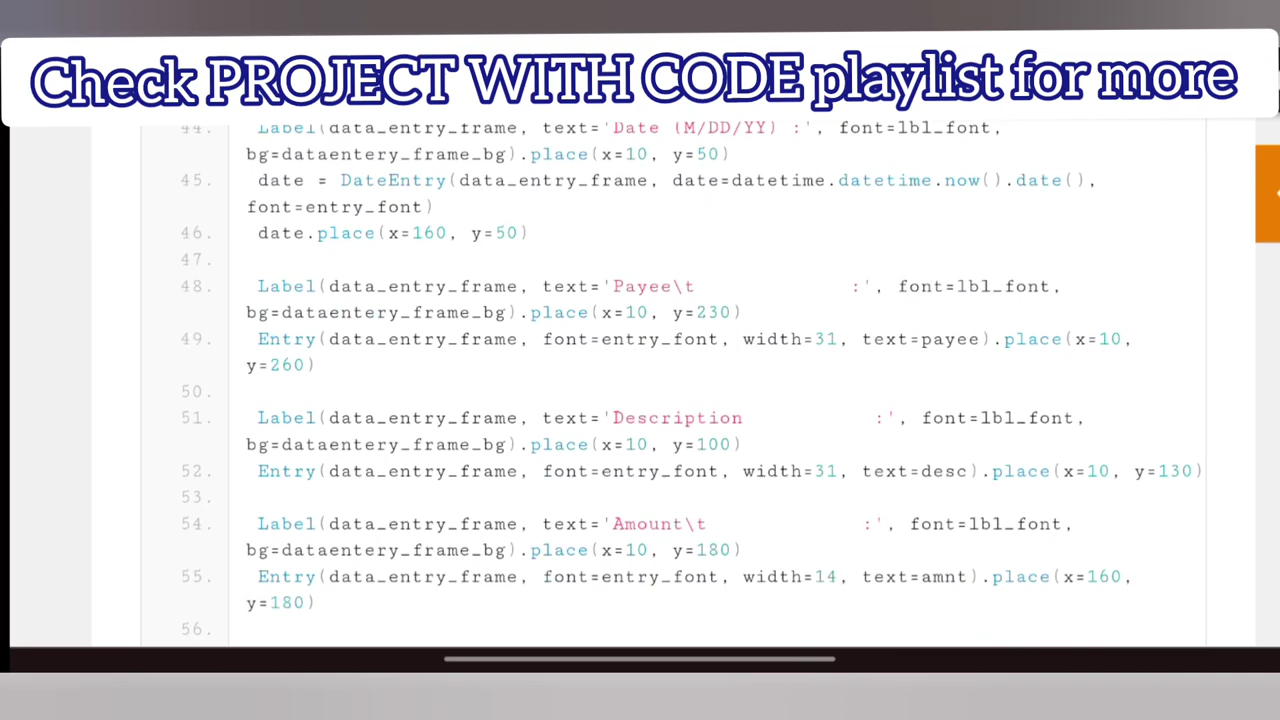 Check PROJECT WITH CODE playlist for more
44. Label(data_entry_frame, text='Date (M/DD/YY) :', font=lbl_font,
bg=dataentery_frame_bg).place(x=10, y=50)
45. date = DateEntry(data_entry_frame, date=datetime.datetime.now().date(),
font=entry_font)
46. date.place(x=160, y=50)
47.
48. Label(data_entry_frame, text='Payee\t             :', font=lbl_font,
bg=dataentery_frame_bg).place(x=10, y=230)
49. Entry(data_entry_frame, font=entry_font, width=31, text=payee).place(x=10,
y=260)
50.
51. Label(data_entry_frame, text='Description           :', font=lbl_font,
bg=dataentery_frame_bg).place(x=10, y=100)
52. Entry(data_entry_frame, font=entry_font, width=31, text=desc).place(x=10, y=130)
53.
54. Label(data_entry_frame, text='Amount\t             :', font=lbl_font,
bg=dataentery_frame_bg).place(x=10, y=180)
55. Entry(data_entry_frame, font=entry_font, width=14, text=amnt).place(x=160,
y=180)
56.